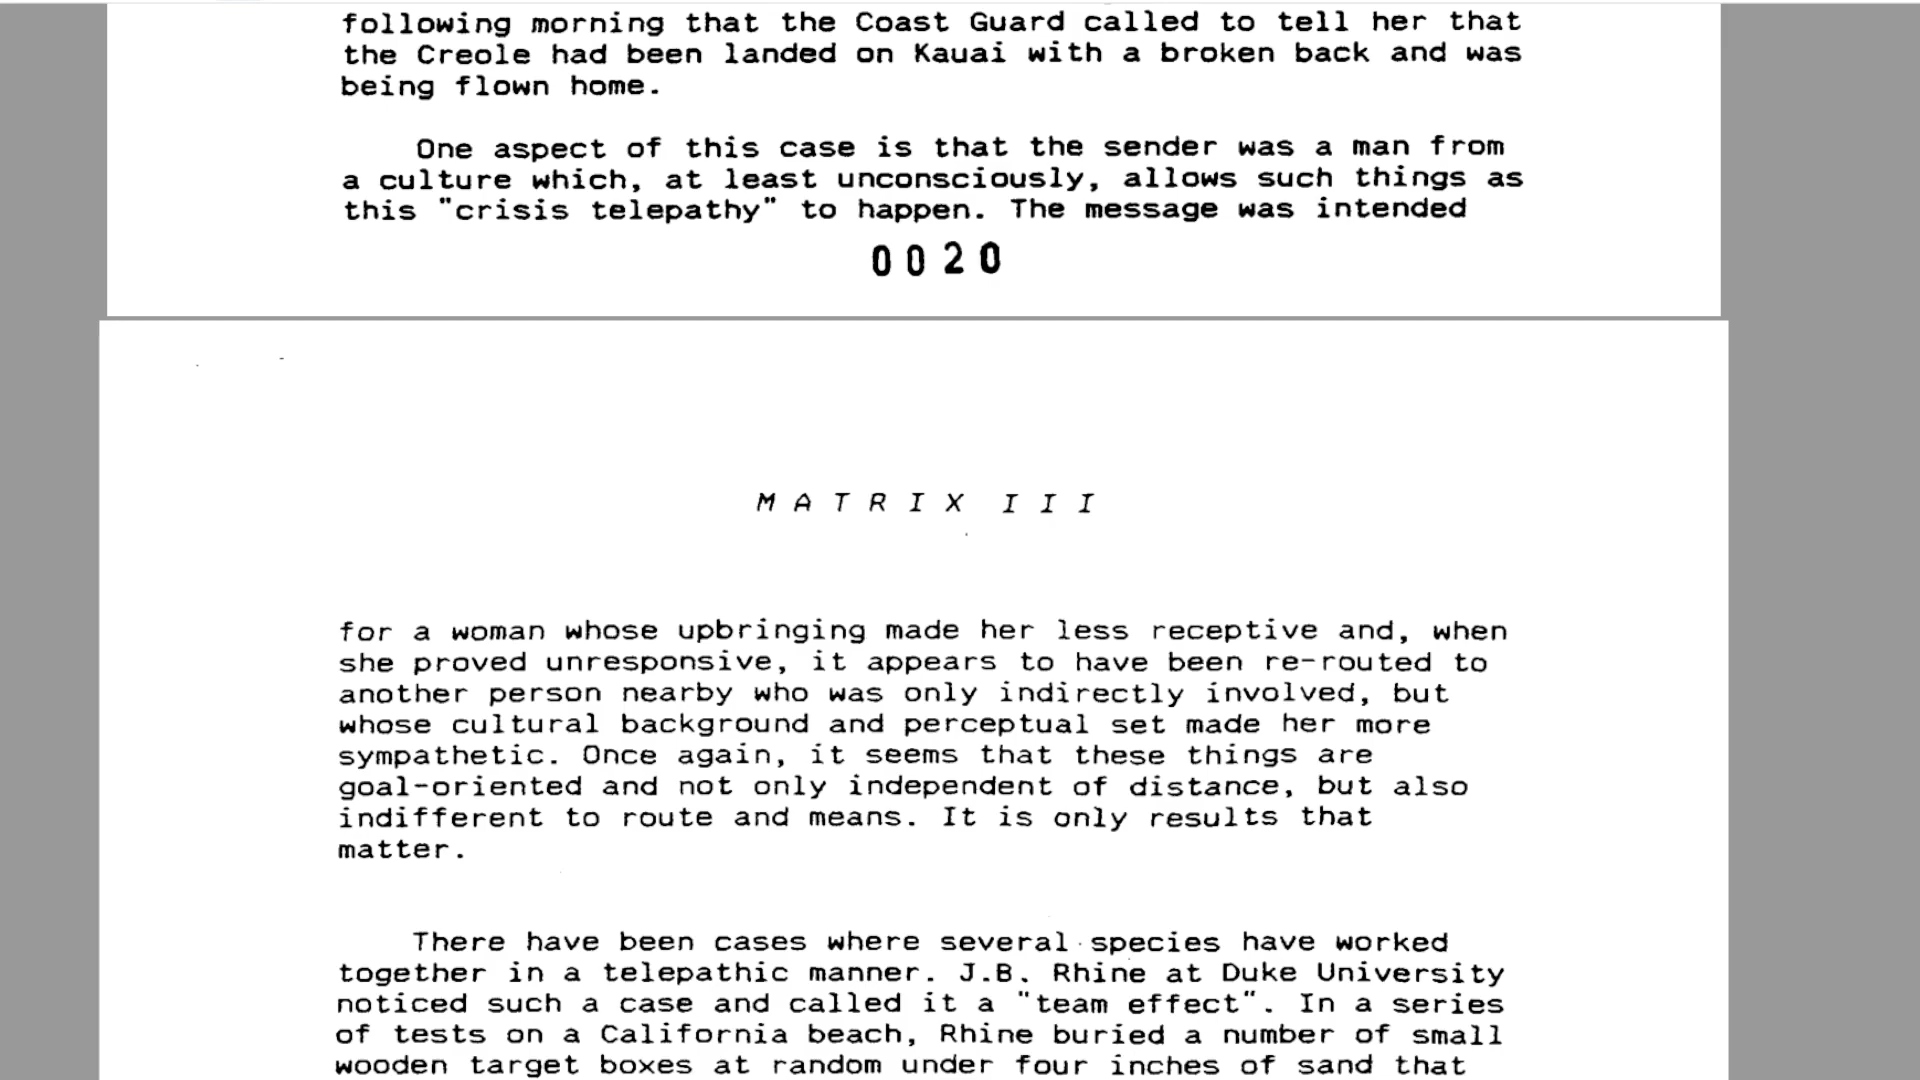 following morning that the Coast Guard called to tell her that
the Creole had been landed on Kauai with a broken back and was
being flown home.
One aspect of this case is that the sender was a man from
a culture which, at least unconsciously, allows such things as
this "crisis telepathy" to happen. The message was intended
0020
MATRIX III
for a woman whose upbringing made her less receptive and, when
she proved unresponsive, it appears to have been re-routed to
another person nearby who was only indirectly involved, but
whose cultural background and perceptual set made her more
sympathetic. Once again, it seems that these things are
goal-oriented and not only independent of distance, but also
indifferent to route and means. It is only results that
matter.
There have been cases where several species have worked
together in a telepathic manner. J.B. Rhine at Duke University
noticed such a case and called it a "team effect". In a series
of tests on a California beach, Rhine buried a number of small
wooden target boxes at random under four inches of sand that